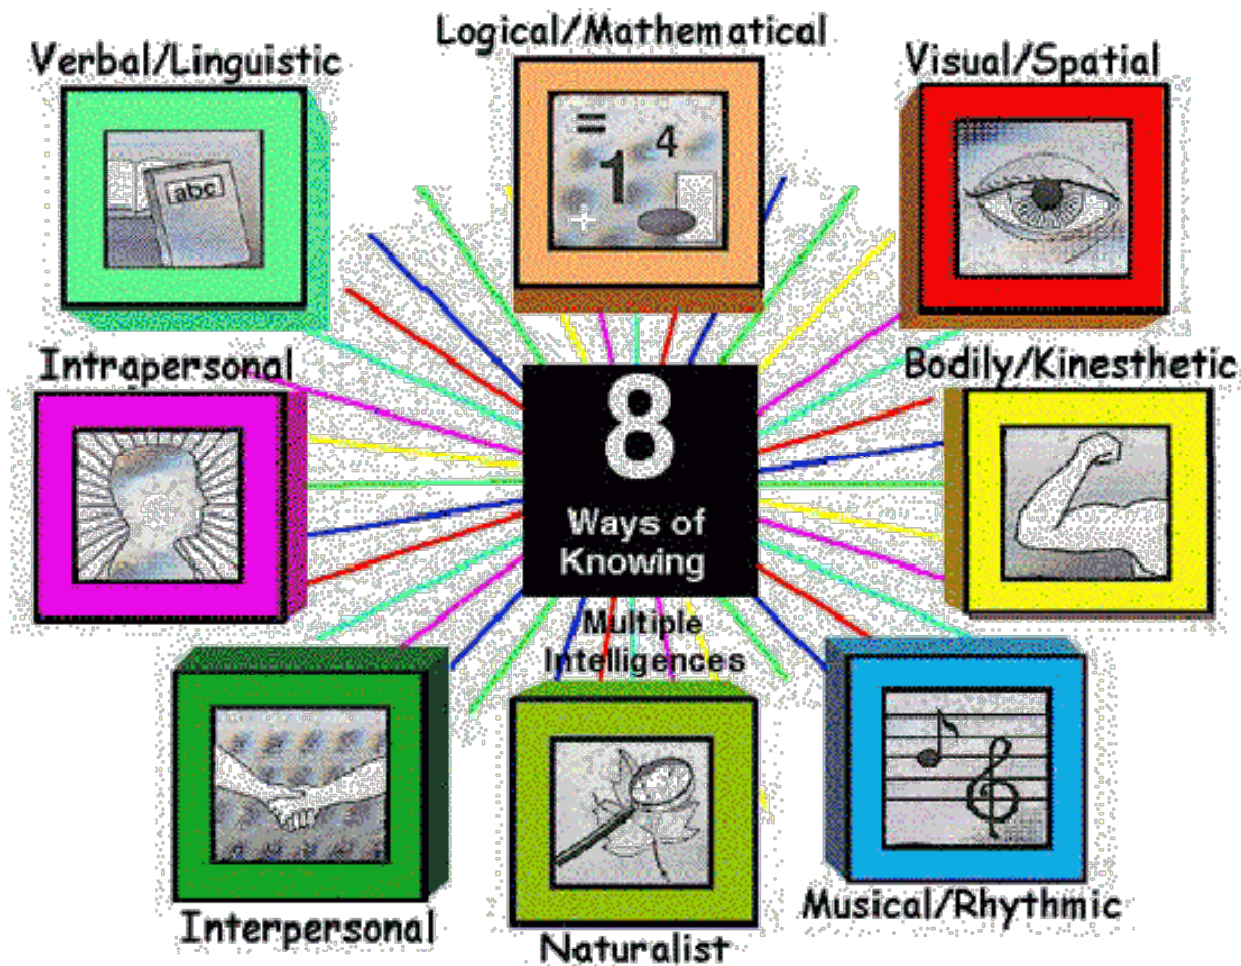 Logical/Mathematical
Verbal/Linguistic
Visual/Spatial
=
4
1
+
abc
Intrapersonal
Bodily/Kinesthetic
8
Ways of
Knowing
Multiple
Intelligences
Interpersonal
Naturalist
Musical/Rhythmic